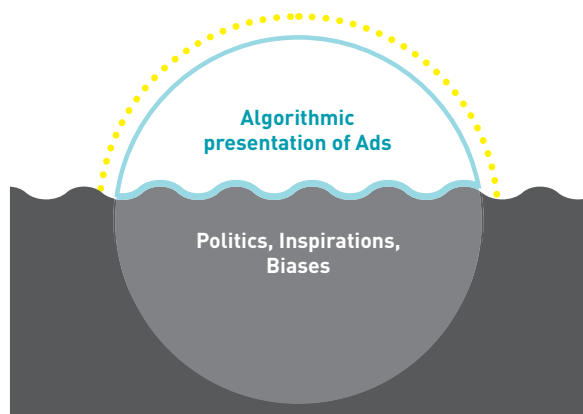 Algorithmic
presentation of Ads
Politics, Inspirations,
Biases